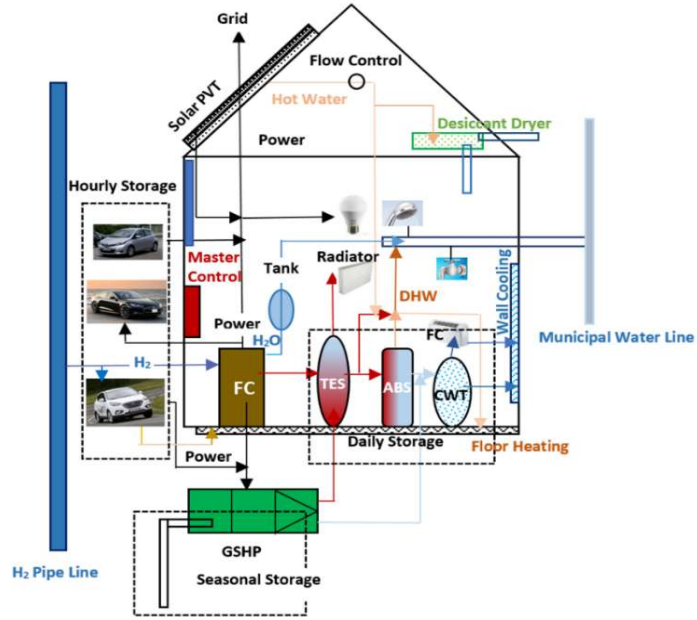 Grid
Flow Control
Solar PVT
Hot Water
Desiccant Dryer
Power
Hourly Storage
Master
Control
Tank
Radiator
Wall Cooling
DHW
Power
H₂O
FC
Municipal Water Line
H₂
FC
TES
ABS
CWT
Daily Storage
Floor Heating
Power
GSHP
H₂ Pipe Line
Seasonal Storage